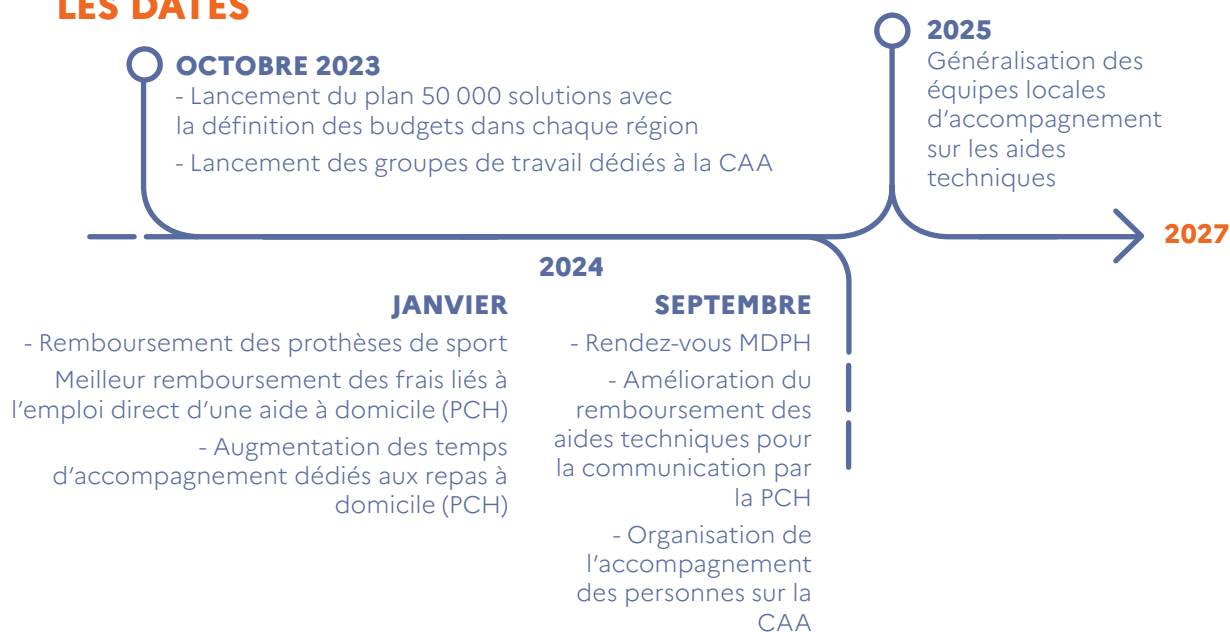 LES DATES
OCTOBRE 2023
- Lancement du plan 50 000 solutions avec
la définition des budgets dans chaque région
- Lancement des groupes de travail dédiés à la CAA
2025
Généralisation des
équipes locales
d’accompagnement
sur les aides
techniques
2027
2024
JANVIER
- Remboursement des prothèses de sport
Meilleur remboursement des frais liés à
l’emploi direct d’une aide à domicile (PCH)
- Augmentation des temps
d’accompagnement dédiés aux repas à
domicile (PCH)
SEPTEMBRE
- Rendez-vous MDPH
- Amélioration du
remboursement des
aides techniques pour
la communication par
la PCH
- Organisation de
l’accompagnement
des personnes sur la
CAA